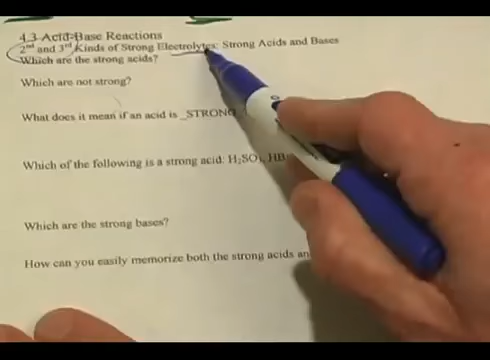 4.3 Acid-Base Reactions
2nd and 3rd Kinds of Strong Electrolytes: Strong Acids and Bases
Which are the strong acids?
Which are not strong?
What does it mean if an acid is _STRONG
Which of the following is a strong acid: H₂SO₃, HB
Which are the strong bases?
How can you easily memorize both the strong acids an